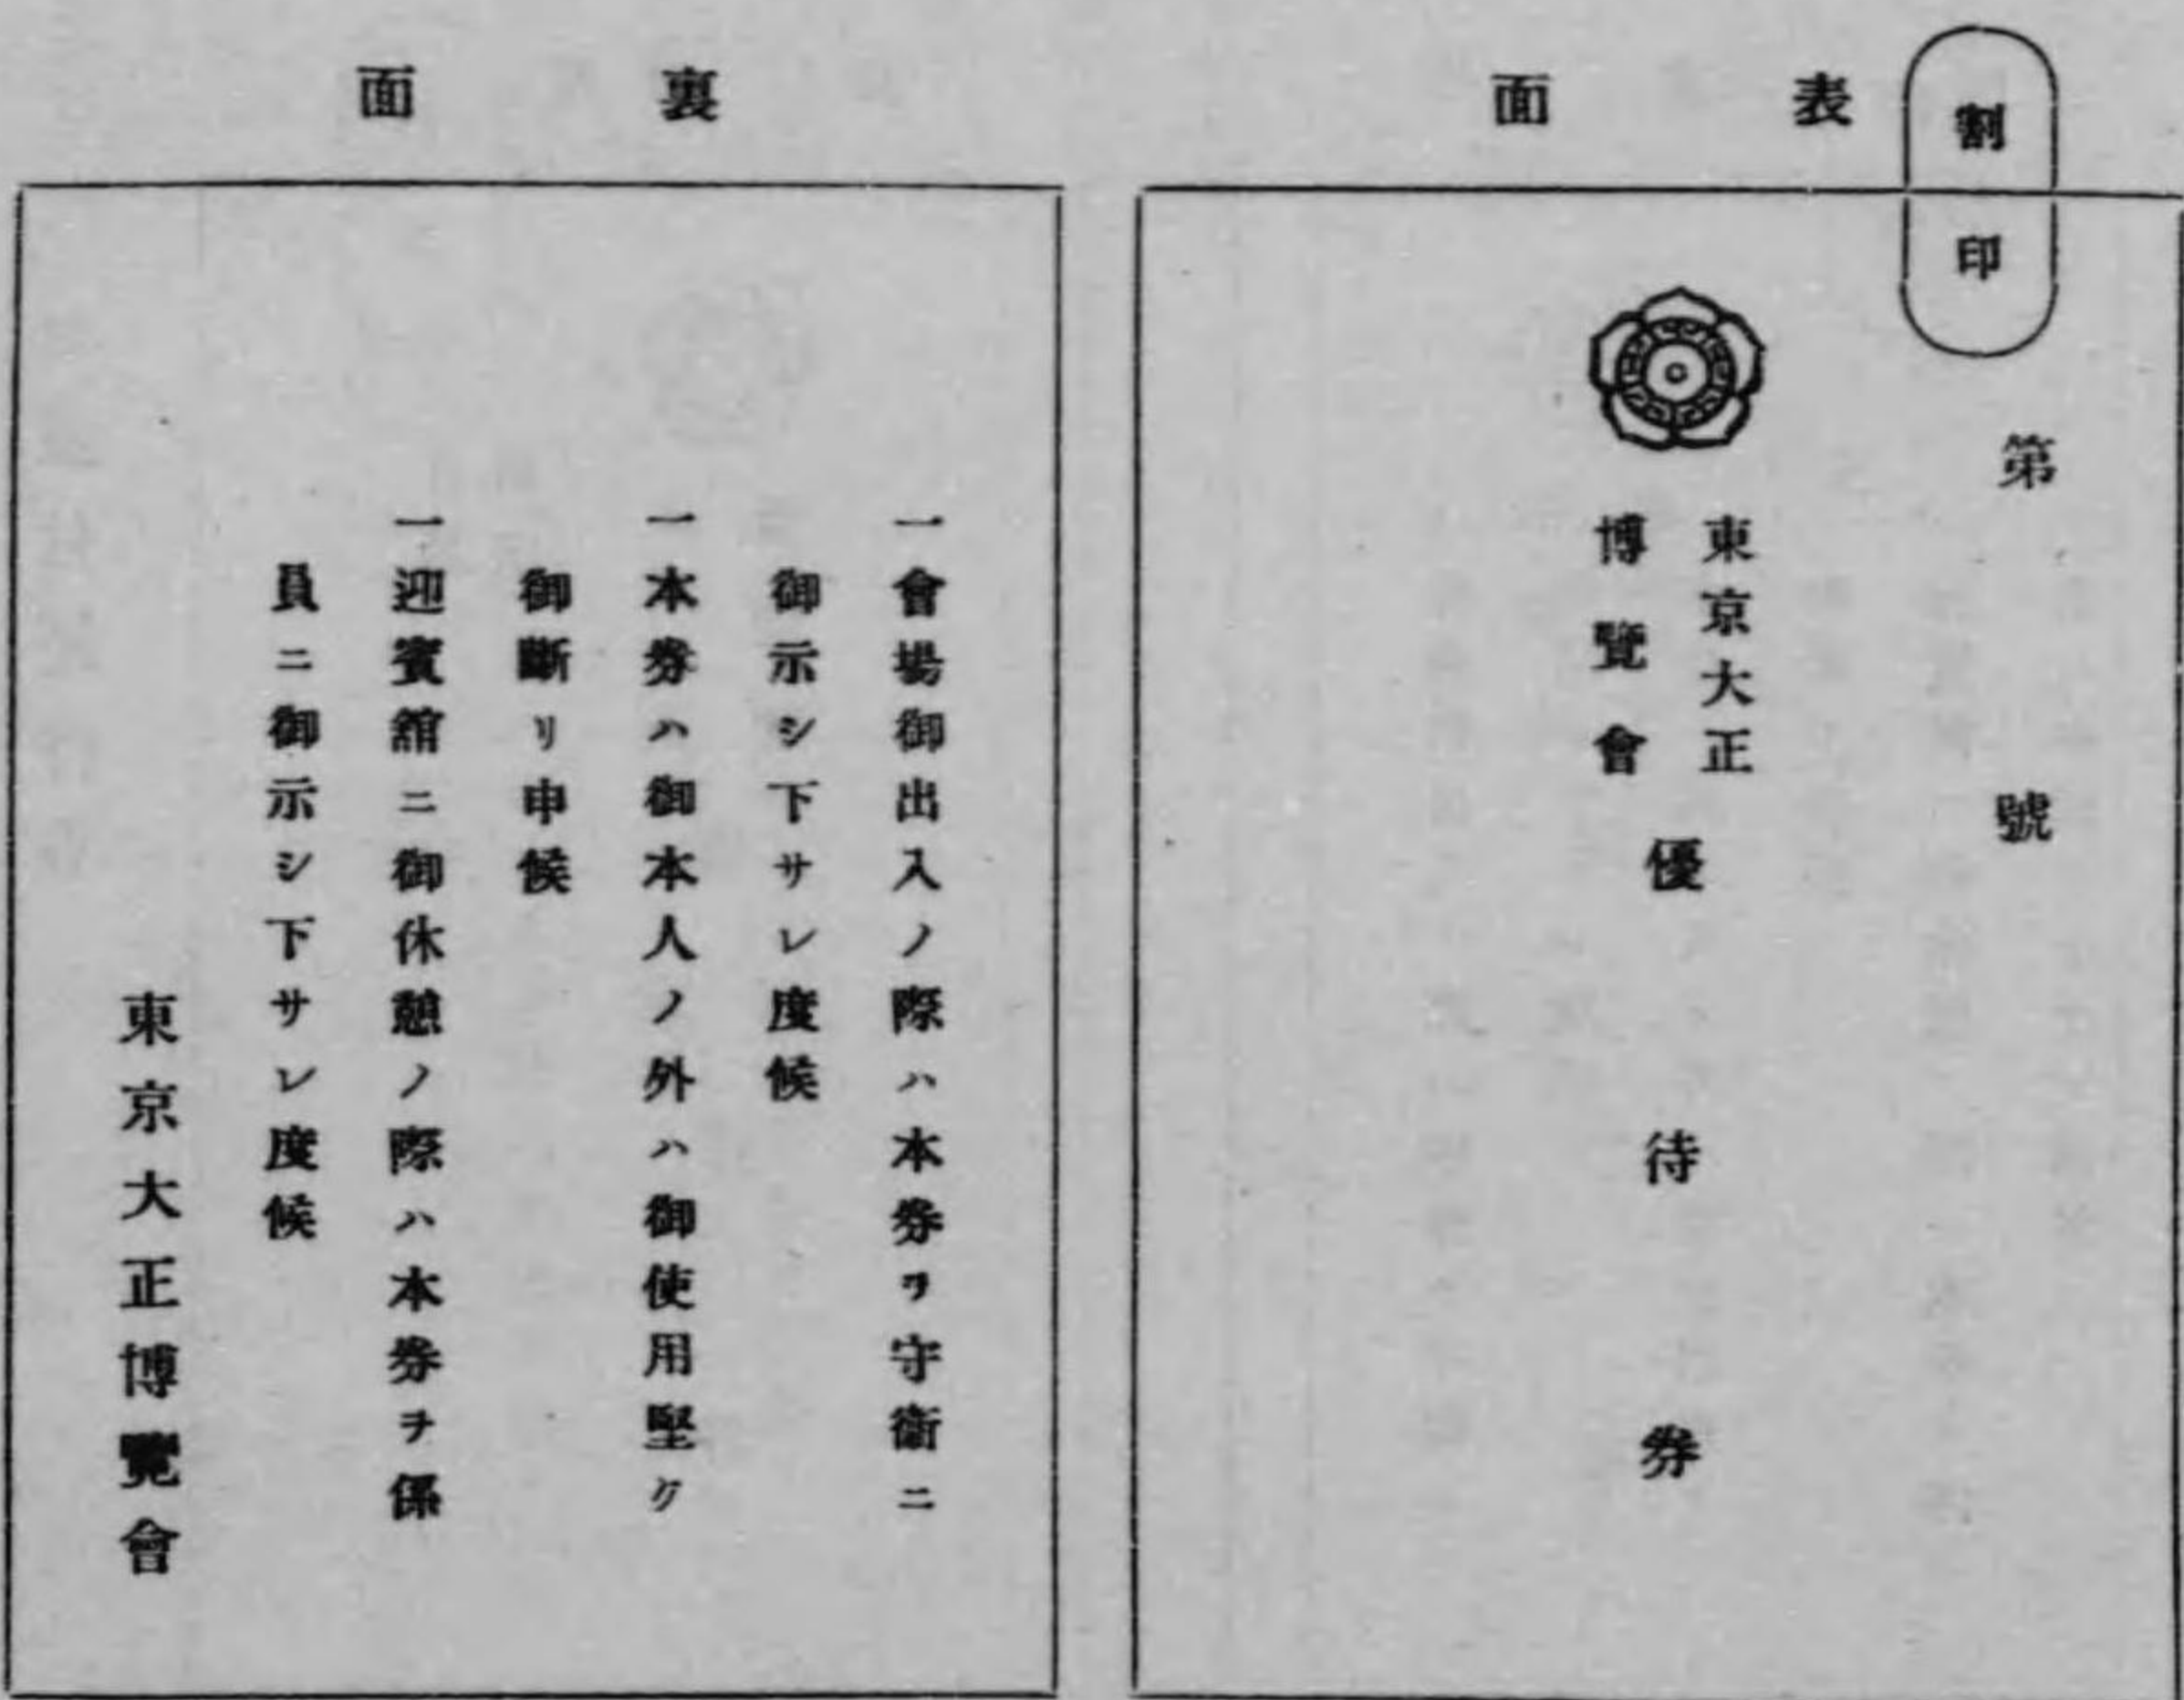 表面
割印
第號
東京大正
博覽會
優待券
裏面
一會場御出入ノ際ハ本券ヲ守衞ニ
御示シ下サレ度候
一本券ハ御本人ノ外ハ御使用堅ク
御斷リ申候
一迎賓館ニ御休憩ノ際ハ本券ヲ係
員ニ御示シ下サレ度候
東京大正博覽會